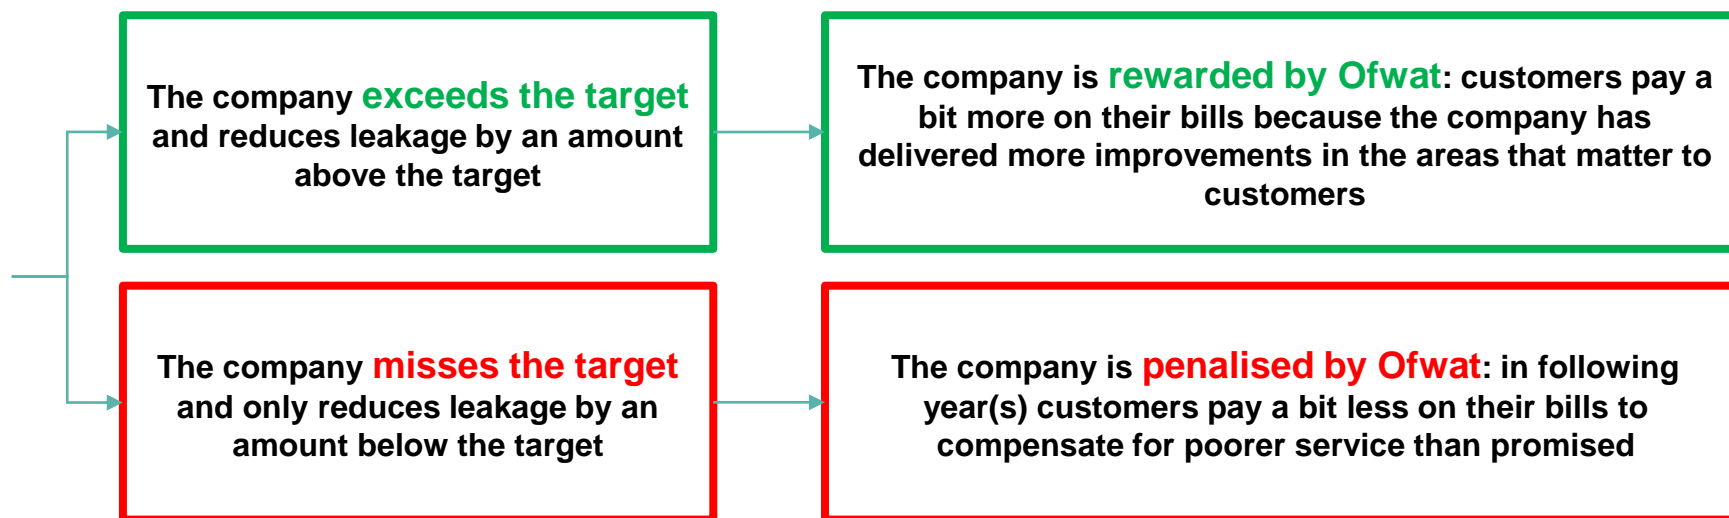 The company exceeds the target
and reduces leakage by an amount
above the target
The company is rewarded by Ofwat: customers pay a
bit more on their bills because the company has
delivered more improvements in the areas that matter to
customers
The company misses the target
and only reduces leakage by an
amount below the target
The company is penalised by Ofwat: in following
year(s) customers pay a bit less on their bills to
compensate for poorer service than promised